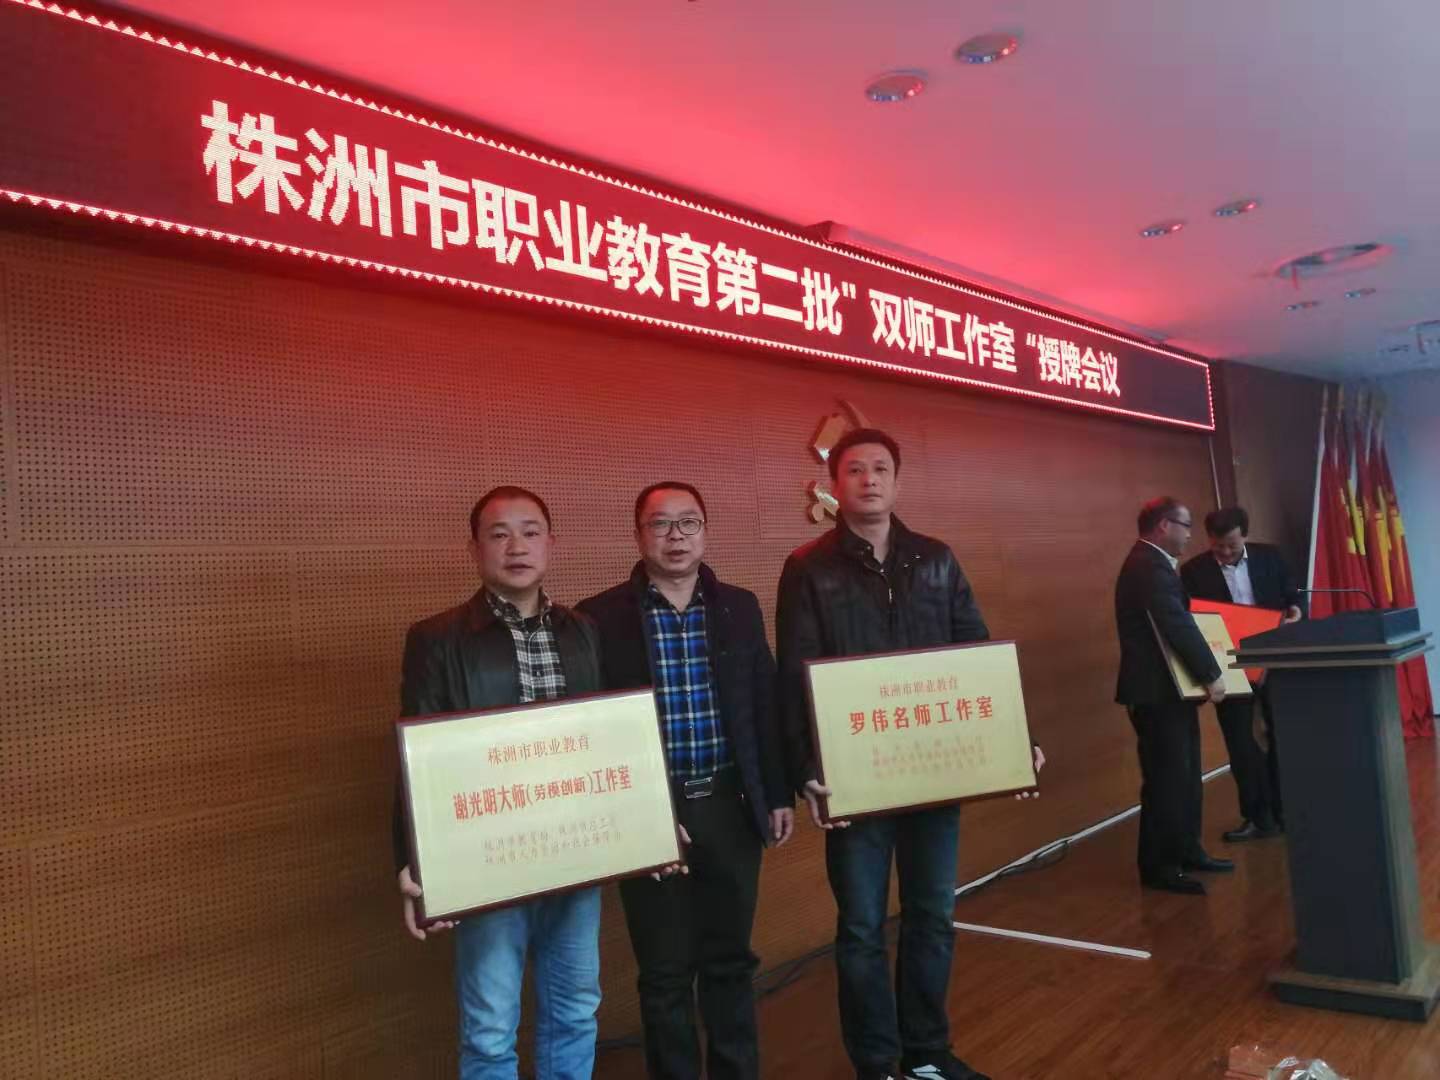 株洲市职业教育第二批”双师工作室“授牌会议
株洲市职业教育
谢光明大师(劳模创新)工作室
株洲市职业教育
罗伟名师工作室